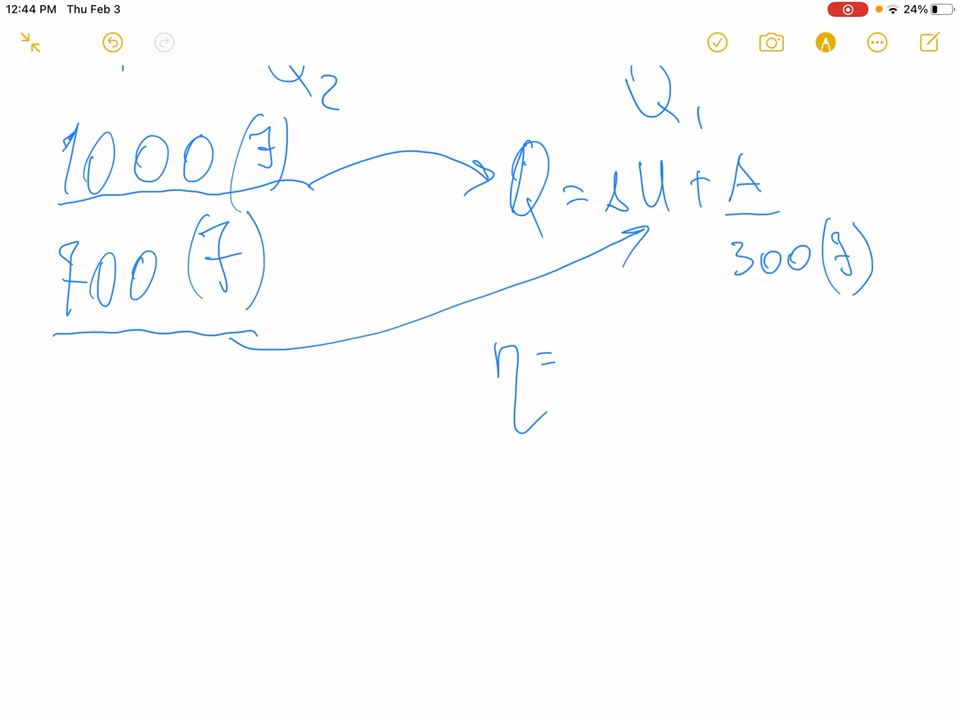 12:44 PM Thu Feb 3
24%
Q₂
Q₁
1000 (J)
Q = ΔU + A
300 (J)
700 (J)
η =